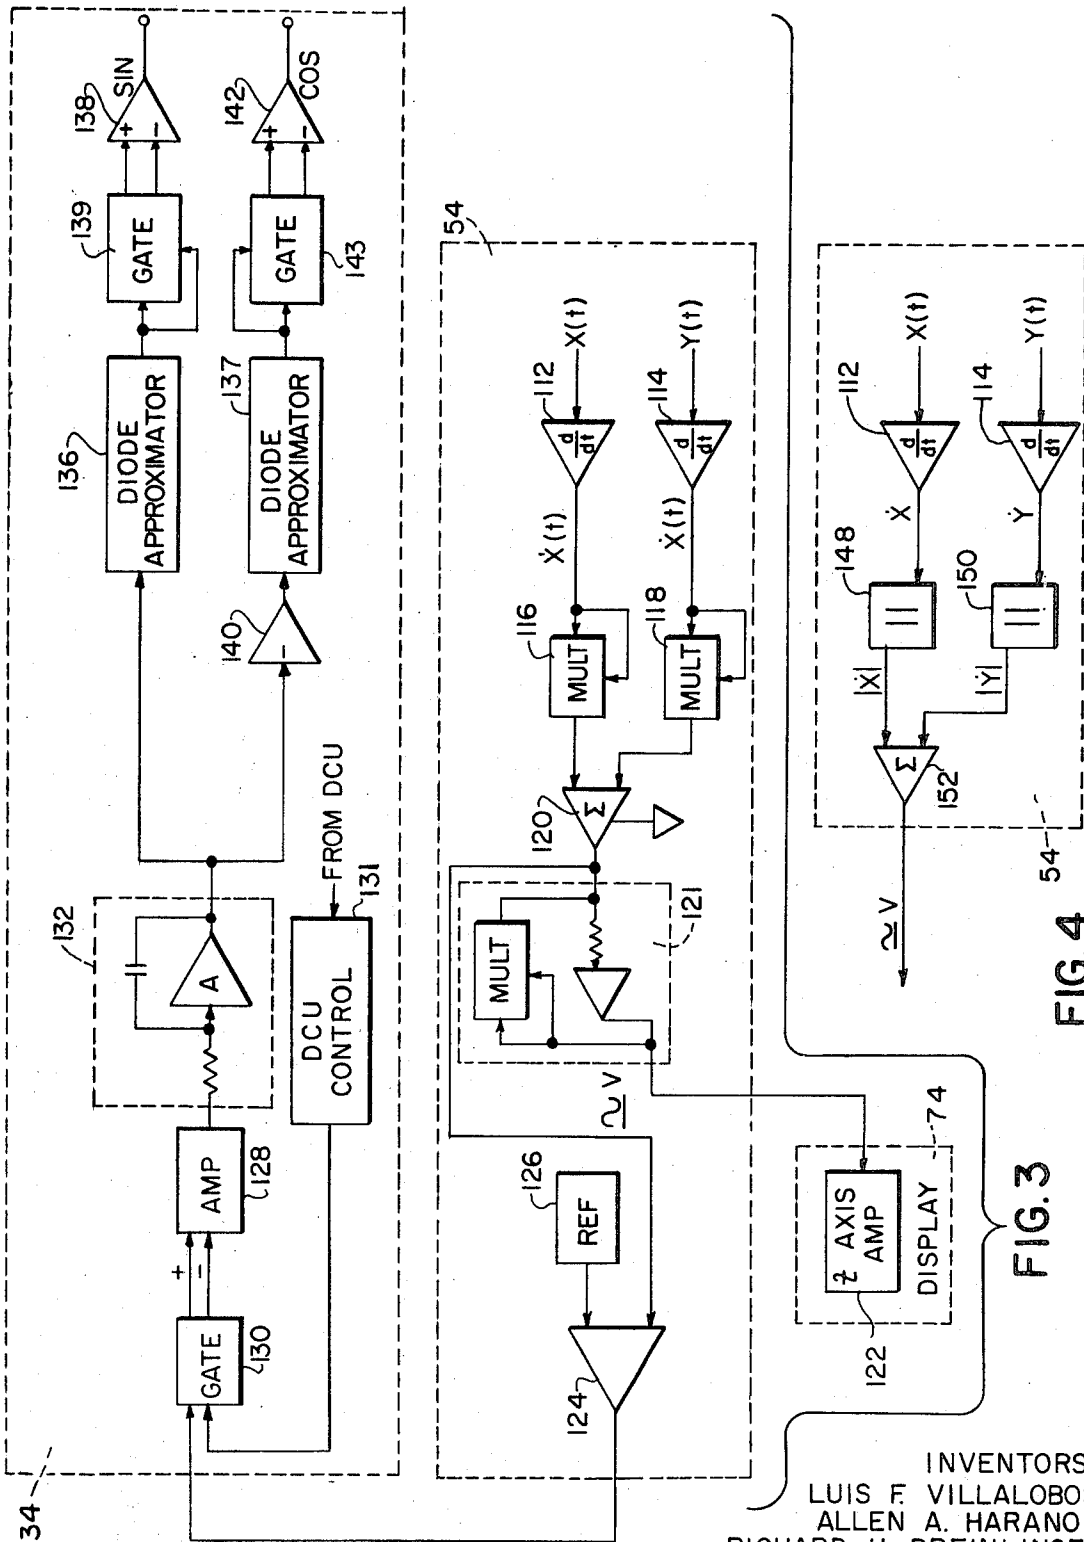 34
GATE
130
+
−
AMP
128
132
A
DCU
CONTROL
131
FROM DCU
136
DIODE
APPROXIMATOR
140
−
137
DIODE
APPROXIMATOR
139
GATE
138
+
−
SIN
GATE
143
142
+
−
COS
54
X(t)
112
d/dt
Ẋ(t)
116
MULT
Y(t)
114
d/dt
Ẋ(t)
118
MULT
120
Σ
121
MULT
≃ V
126
REF
124
122
Z AXIS
AMP
DISPLAY
74
FIG. 3
X(t)
112
d/dt
Ẋ
148
| |
|Ẋ|
Y(t)
114
d/dt
Ẏ
150
| |
|Ẏ|
Σ
152
≃ V
54
FIG. 4
INVENTORS
LUIS F. VILLALOBO
ALLEN A. HARANO